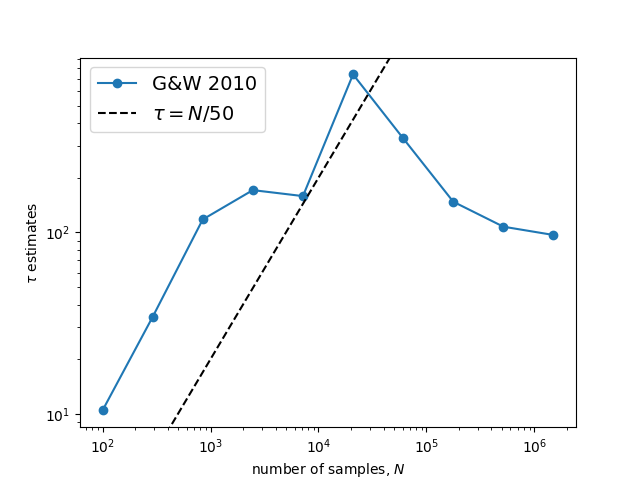 G&W 2010
τ = N/50
τ estimates
10²
10¹
10²
10³
10⁴
10⁵
10⁶
number of samples, N